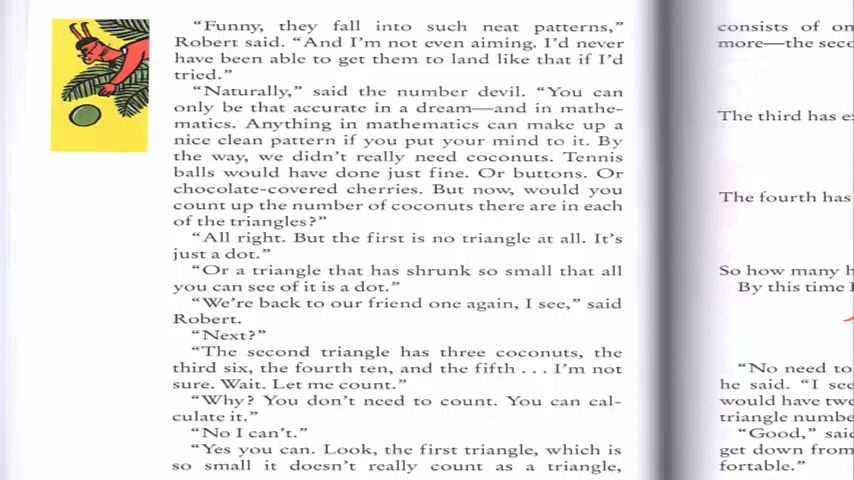 “Funny, they fall into such neat patterns,”
Robert said. “And I’m not even aiming. I’d never
have been able to get them to land like that if I’d
tried.”
“Naturally,” said the number devil. “You can
only be that accurate in a dream—and in mathe-
matics. Anything in mathematics can make up a
nice clean pattern if you put your mind to it. By
the way, we didn’t really need coconuts. Tennis
balls would have done just fine. Or buttons. Or
chocolate-covered cherries. But now, would you
count up the number of coconuts there are in each
of the triangles?”
“All right. But the first is no triangle at all. It’s
just a dot.”
“Or a triangle that has shrunk so small that all
you can see of it is a dot.”
“We’re back to our friend one again, I see,” said
Robert.
“Next?”
“The second triangle has three coconuts, the
third six, the fourth ten, and the fifth . . . I’m not
sure. Wait. Let me count.”
“Why? You don’t need to count. You can cal-
culate it.”
“No I can’t.”
“Yes you can. Look, the first triangle, which is
so small it doesn’t really count as a triangle,
consists of on
more—the seco
The third has e
The fourth has
So how many h
By this time I
“No need to
he said. “I see
would have two
triangle numbe
“Good,” said
get down from
fortable.”